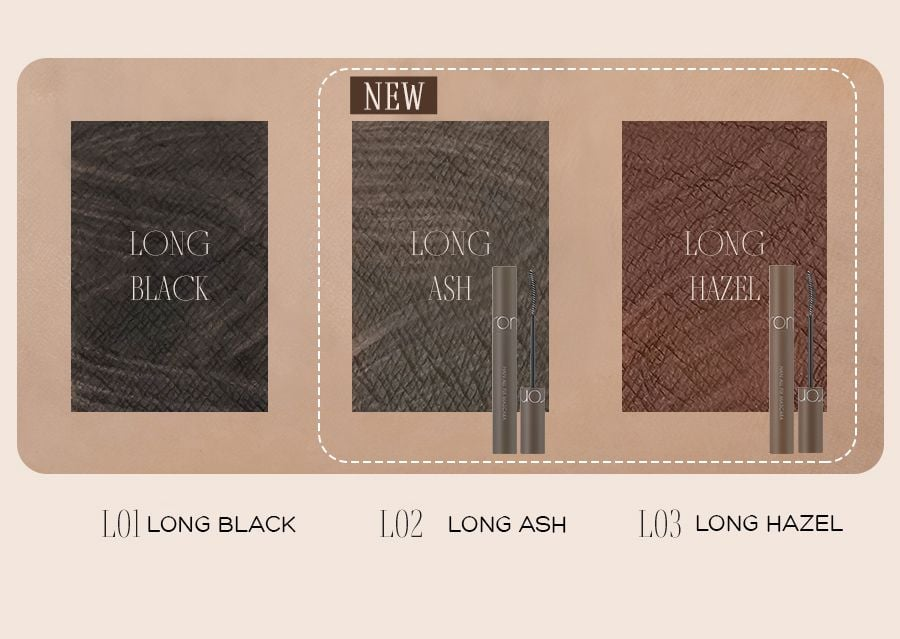 NEW
LONG
BLACK
LONG
ASH
LONG
HAZEL
L01 LONG BLACK
L02 LONG ASH
L03 LONG HAZEL